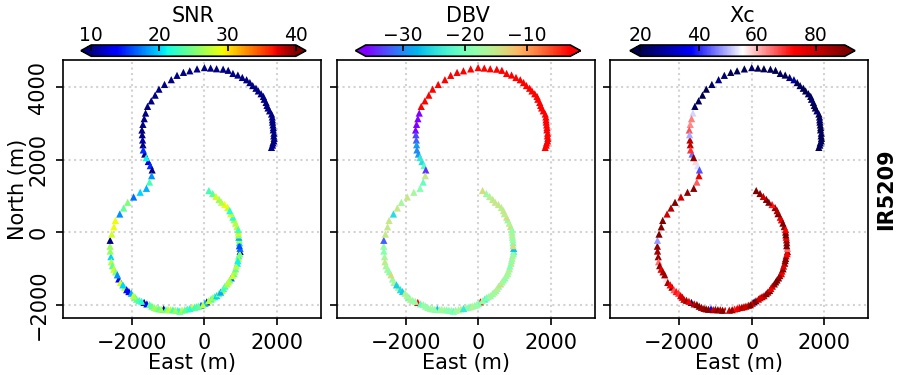 SNR DBV Xc
10 20 30 40 −30 −20 −10 20 40 60 80
4000
2000
0
−2000
North (m)
IR5209
−2000 0 2000 −2000 0 2000 −2000 0 2000
East (m) East (m) East (m)